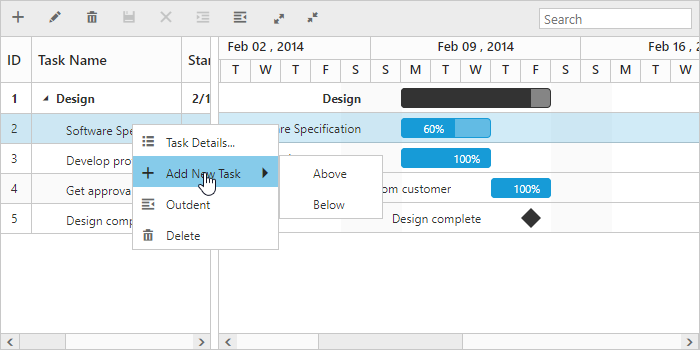 Search
ID Task Name Star Feb 02 , 2014 Feb 09 , 2014 Feb 16 ,
T W T F S S M T W T F S S M T W
1 Design 2/1 Design
2 Software Spe re Specification 60%
3 Develop pro 100%
4 Get approva om customer 100%
5 Design comp Design complete
Task Details...
Add New Task
Outdent
Delete
Above
Below